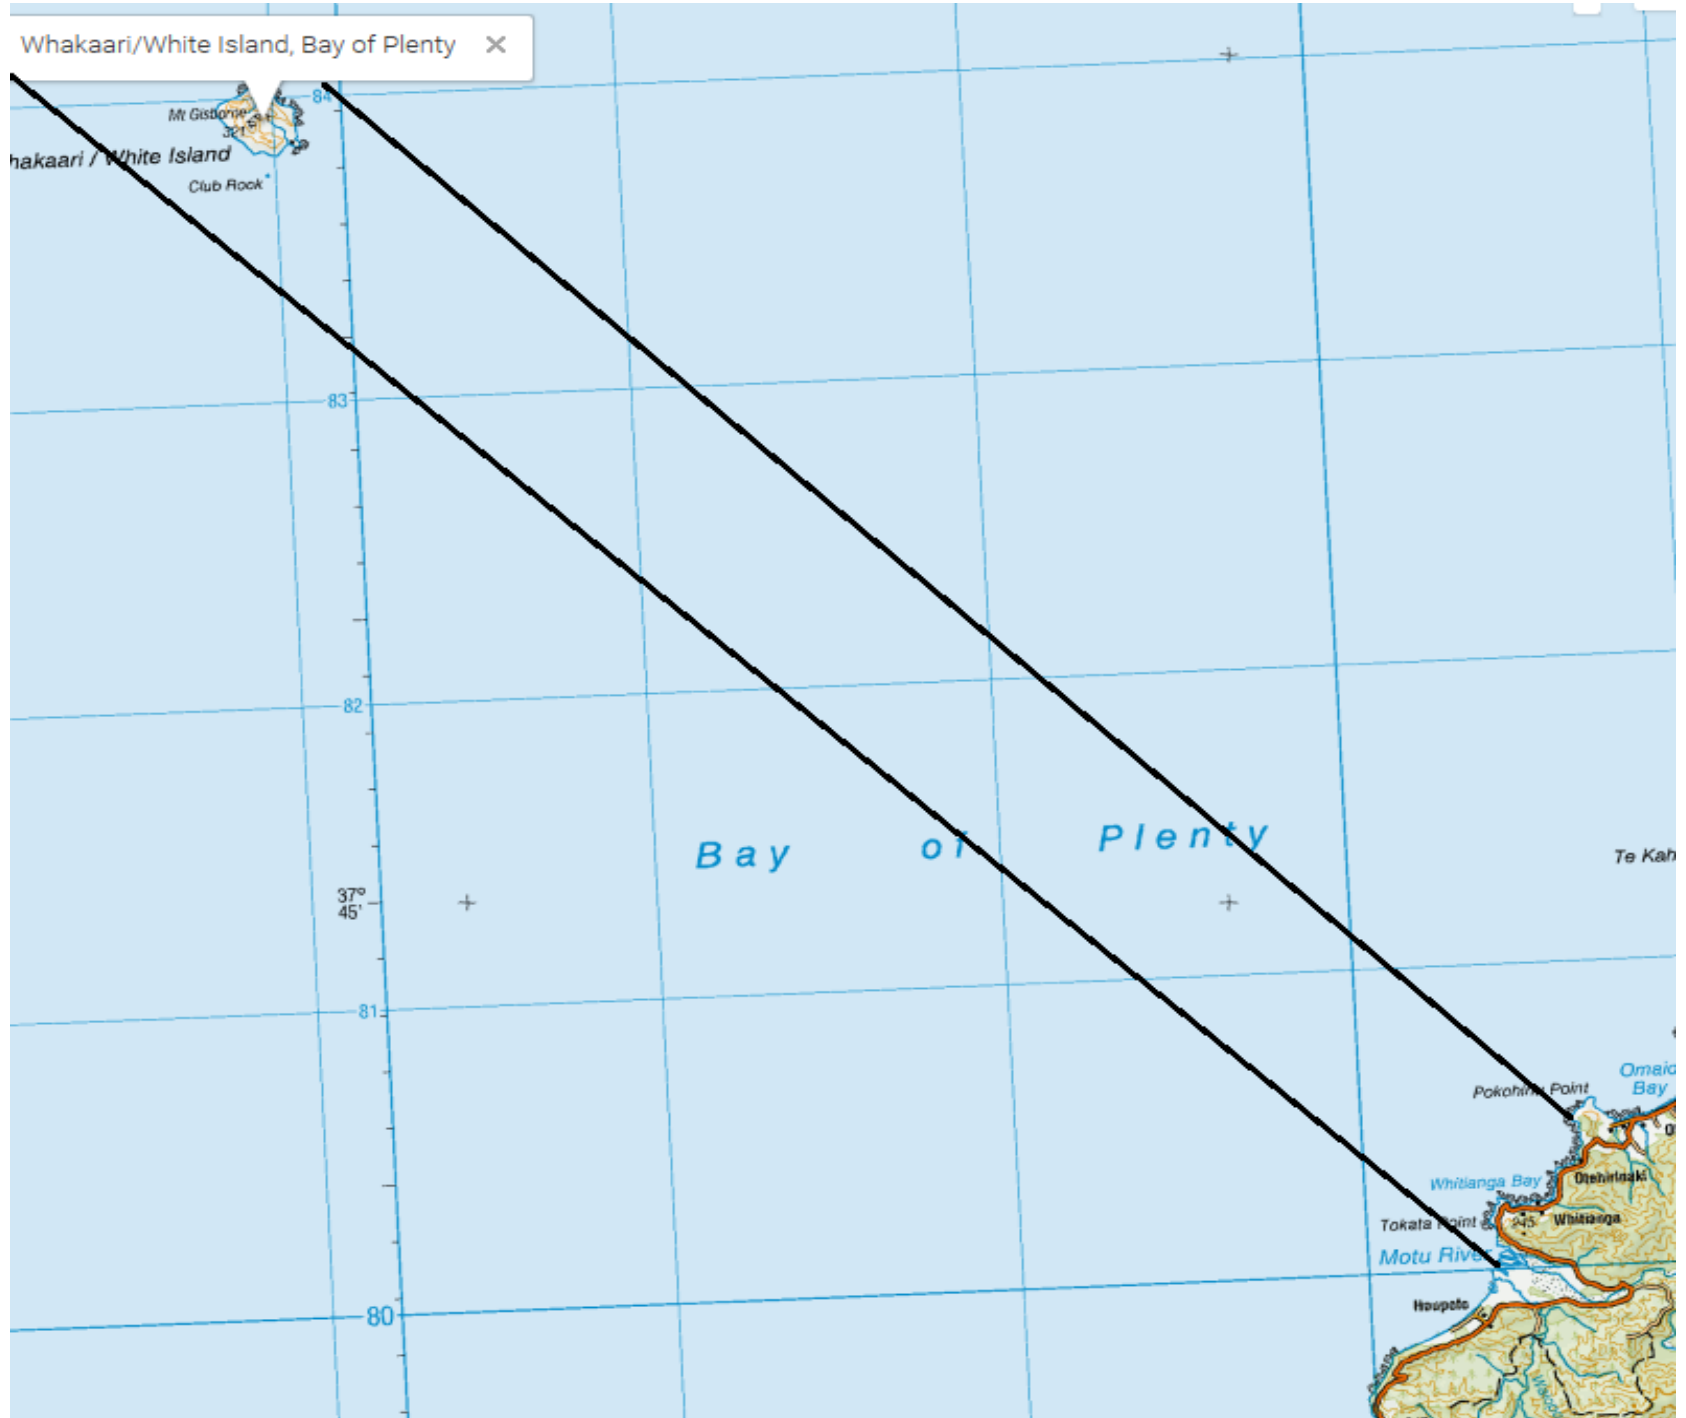 Whakaari/White Island, Bay of Plenty ×
84
Mt Gisborne
321
hakaari / White Island
Club Rock
83
82
Bay of Plenty
Te Kah
37º
45'
81
Omaio
Bay
Pokohinu Point
Otehirinaki
Whitianga Bay
Tokata Point
245
Whitianga
Motu River
Houpoto
80